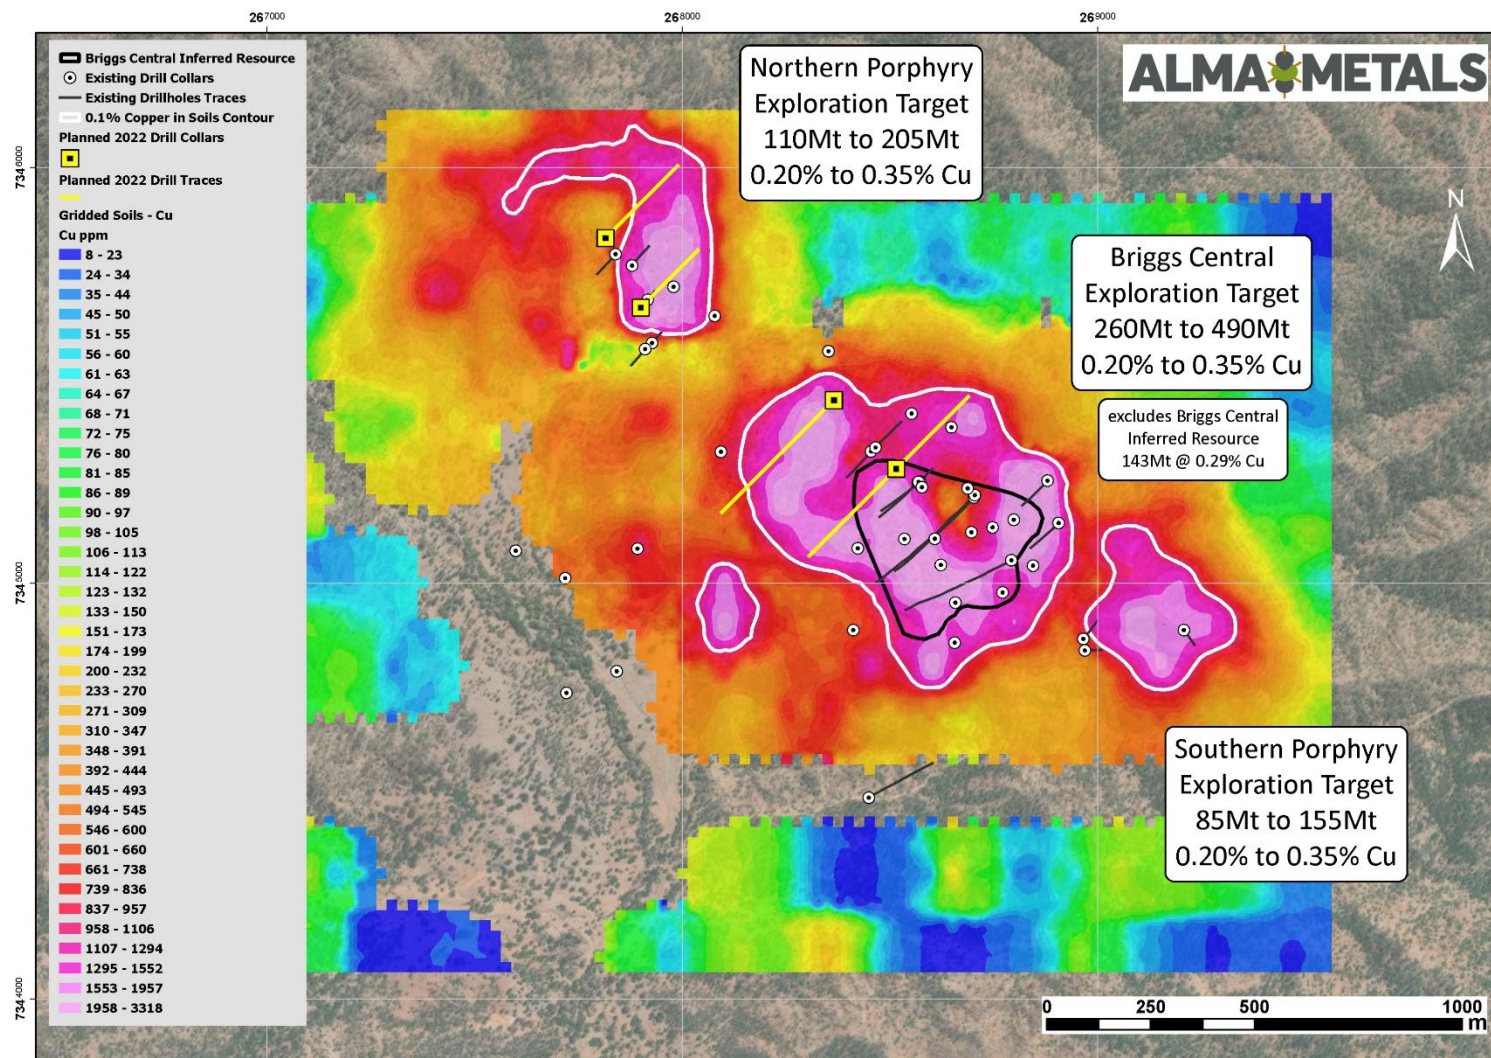 267000
268000
269000
7346000
7345000
7344000
Briggs Central Inferred Resource
Existing Drill Collars
Existing Drillholes Traces
0.1% Copper in Soils Contour
Planned 2022 Drill Collars
Planned 2022 Drill Traces
Gridded Soils - Cu
Cu ppm
8 - 23
24 - 34
35 - 44
45 - 50
51 - 55
56 - 60
61 - 63
64 - 67
68 - 71
72 - 75
76 - 80
81 - 85
86 - 89
90 - 97
98 - 105
106 - 113
114 - 122
123 - 132
133 - 150
151 - 173
174 - 199
200 - 232
233 - 270
271 - 309
310 - 347
348 - 391
392 - 444
445 - 493
494 - 545
546 - 600
601 - 660
661 - 738
739 - 836
837 - 957
958 - 1106
1107 - 1294
1295 - 1552
1553 - 1957
1958 - 3318
Northern Porphyry
Exploration Target
110Mt to 205Mt
0.20% to 0.35% Cu
ALMA METALS
N
Briggs Central
Exploration Target
260Mt to 490Mt
0.20% to 0.35% Cu
excludes Briggs Central
Inferred Resource
143Mt @ 0.29% Cu
Southern Porphyry
Exploration Target
85Mt to 155Mt
0.20% to 0.35% Cu
0 250 500 1000
m